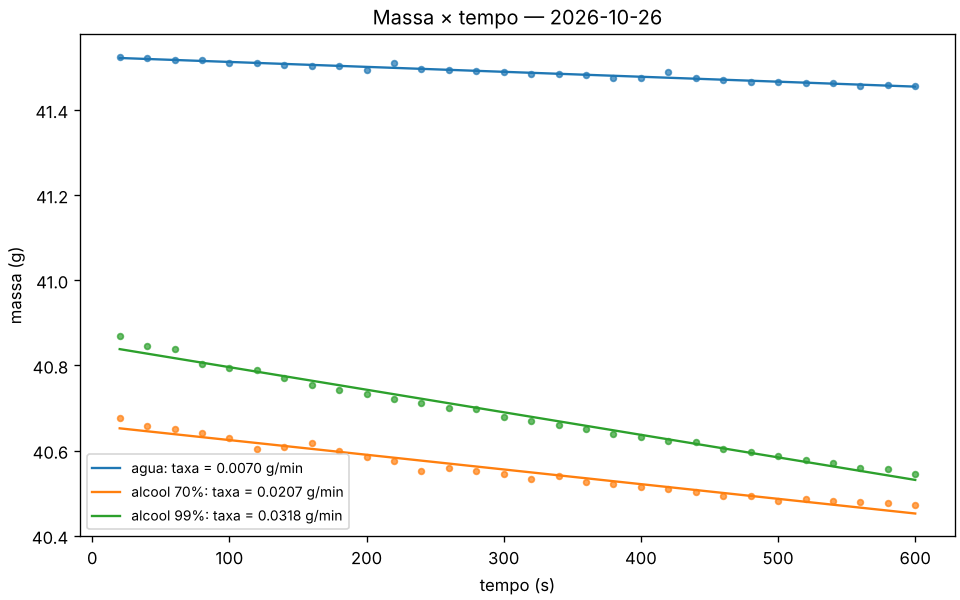 Massa × tempo — 2026-10-26
massa (g)
41.4
41.2
41.0
40.8
40.6
40.4
agua: taxa = 0.0070 g/min
alcool 70%: taxa = 0.0207 g/min
alcool 99%: taxa = 0.0318 g/min
0 100 200 300 400 500 600
tempo (s)